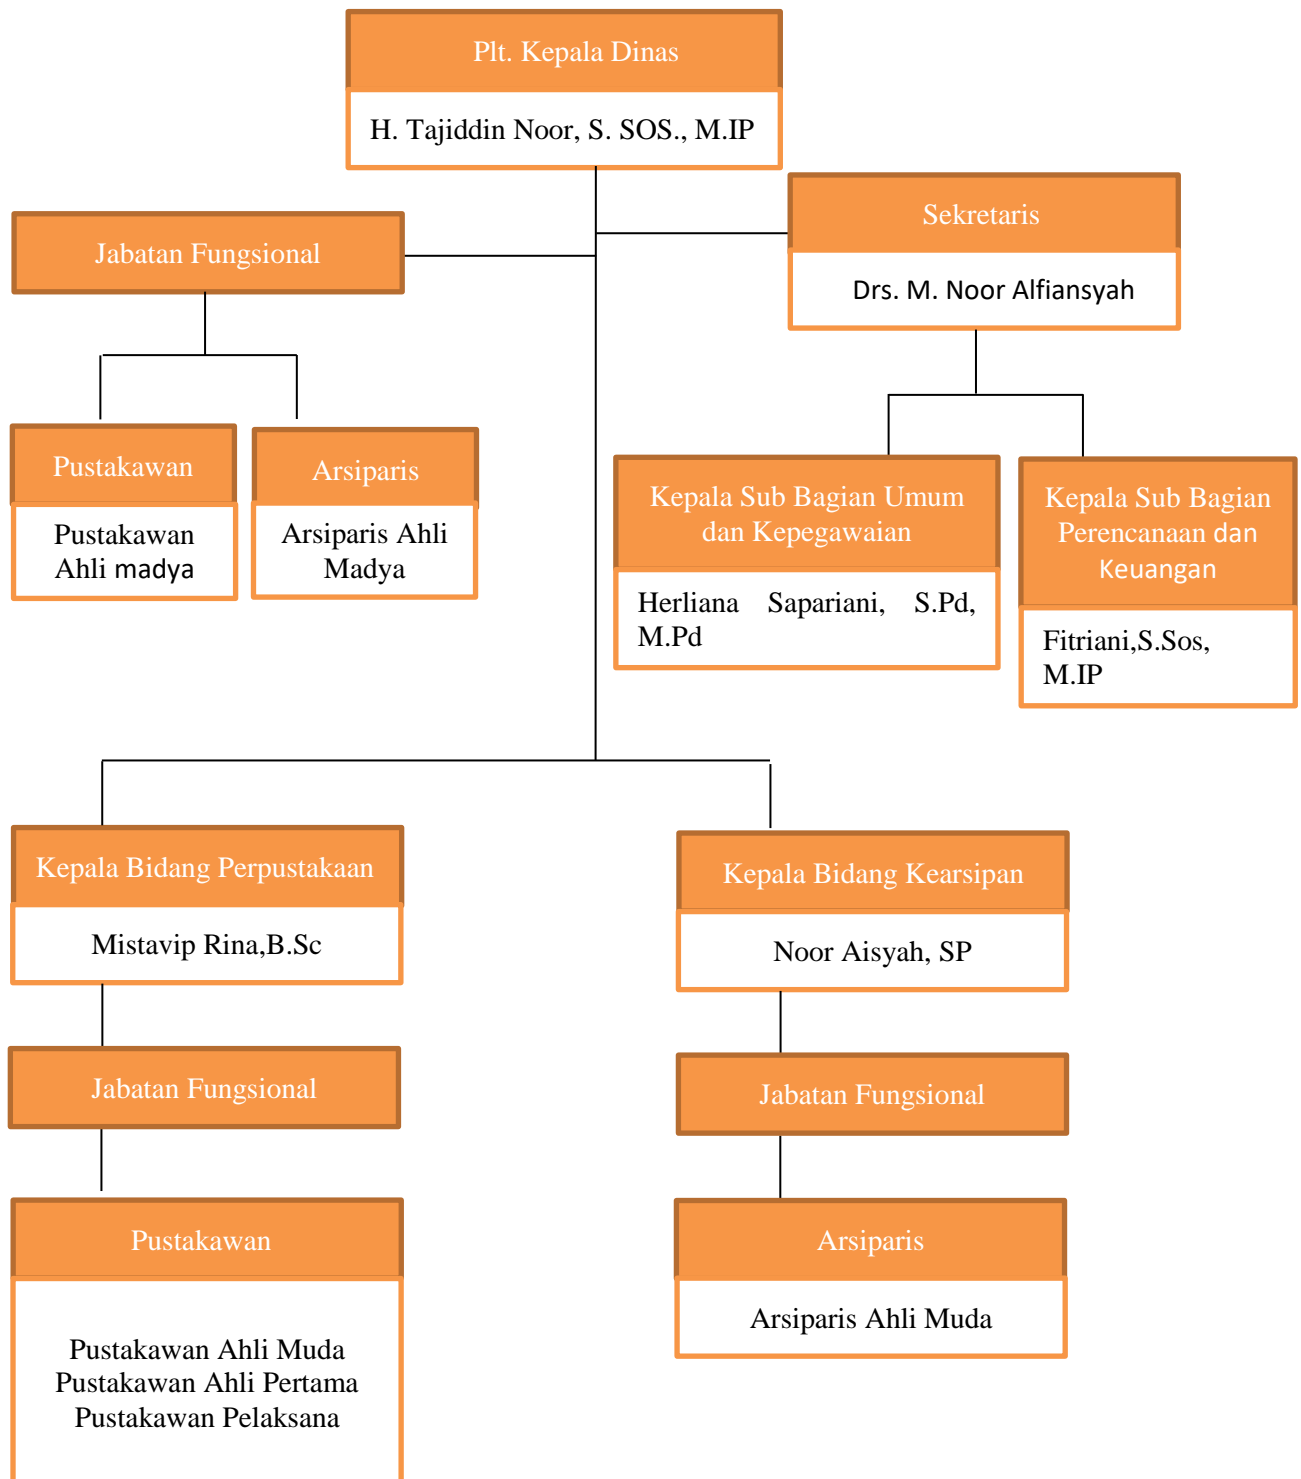 Plt. Kepala Dinas
H. Tajiddin Noor, S. SOS., M.IP
Sekretaris
Drs. M. Noor Alfiansyah
Jabatan Fungsional
Pustakawan
Pustakawan
Ahli madya
Arsiparis
Arsiparis Ahli
Madya
Kepala Sub Bagian Umum
dan Kepegawaian
Herliana Sapariani, S.Pd,
M.Pd
Kepala Sub Bagian
Perencanaan dan
Keuangan
Fitriani,S.Sos,
M.IP
Kepala Bidang Perpustakaan
Mistavip Rina,B.Sc
Jabatan Fungsional
Pustakawan
Pustakawan Ahli Muda
Pustakawan Ahli Pertama
Pustakawan Pelaksana
Kepala Bidang Kearsipan
Noor Aisyah, SP
Jabatan Fungsional
Arsiparis
Arsiparis Ahli Muda